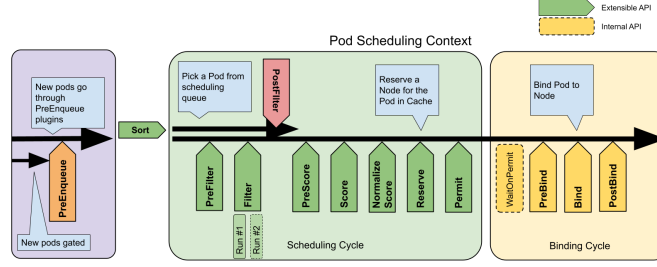 Extensible API
Internal API
Pod Scheduling Context
New pods go
through
PreEnqueue
plugins
PreEnqueue
New pods gated
Sort
Pick a Pod from
scheduling
queue
PostFilter
Reserve a
Node for the
Pod in Cache
PreFilter
Filter
Run #1
Run #2
PreScore
Score
Normalize
Score
Reserve
Permit
Scheduling Cycle
Bind Pod to
Node
WaitOnPermit
PreBind
Bind
PostBind
Binding Cycle